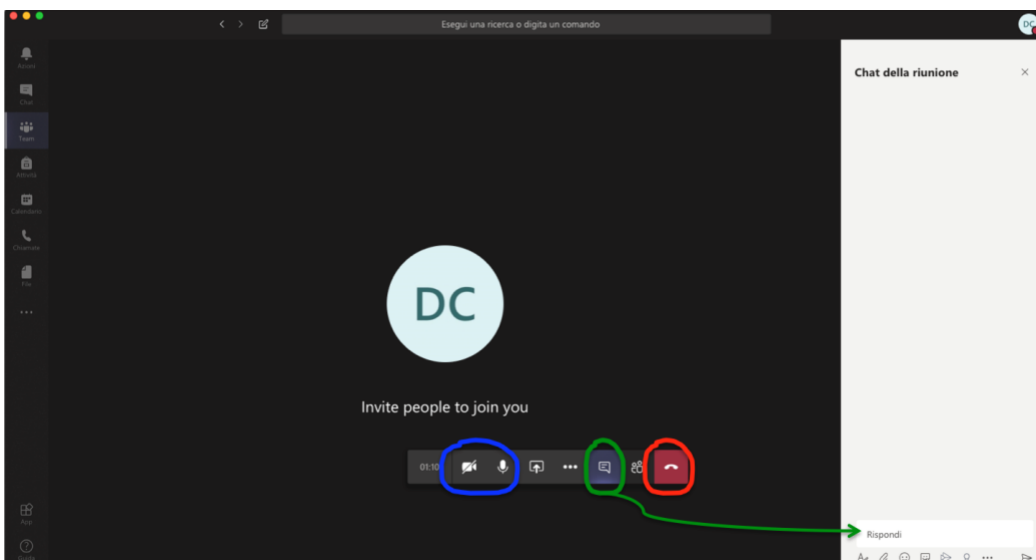 Esegui una ricerca o digita un comando
DC
Attività
Chat
Team
Attività
Calendario
Chiamate
File
Chat della riunione
DC
Invite people to join you
01:10
Rispondi
App
Guida